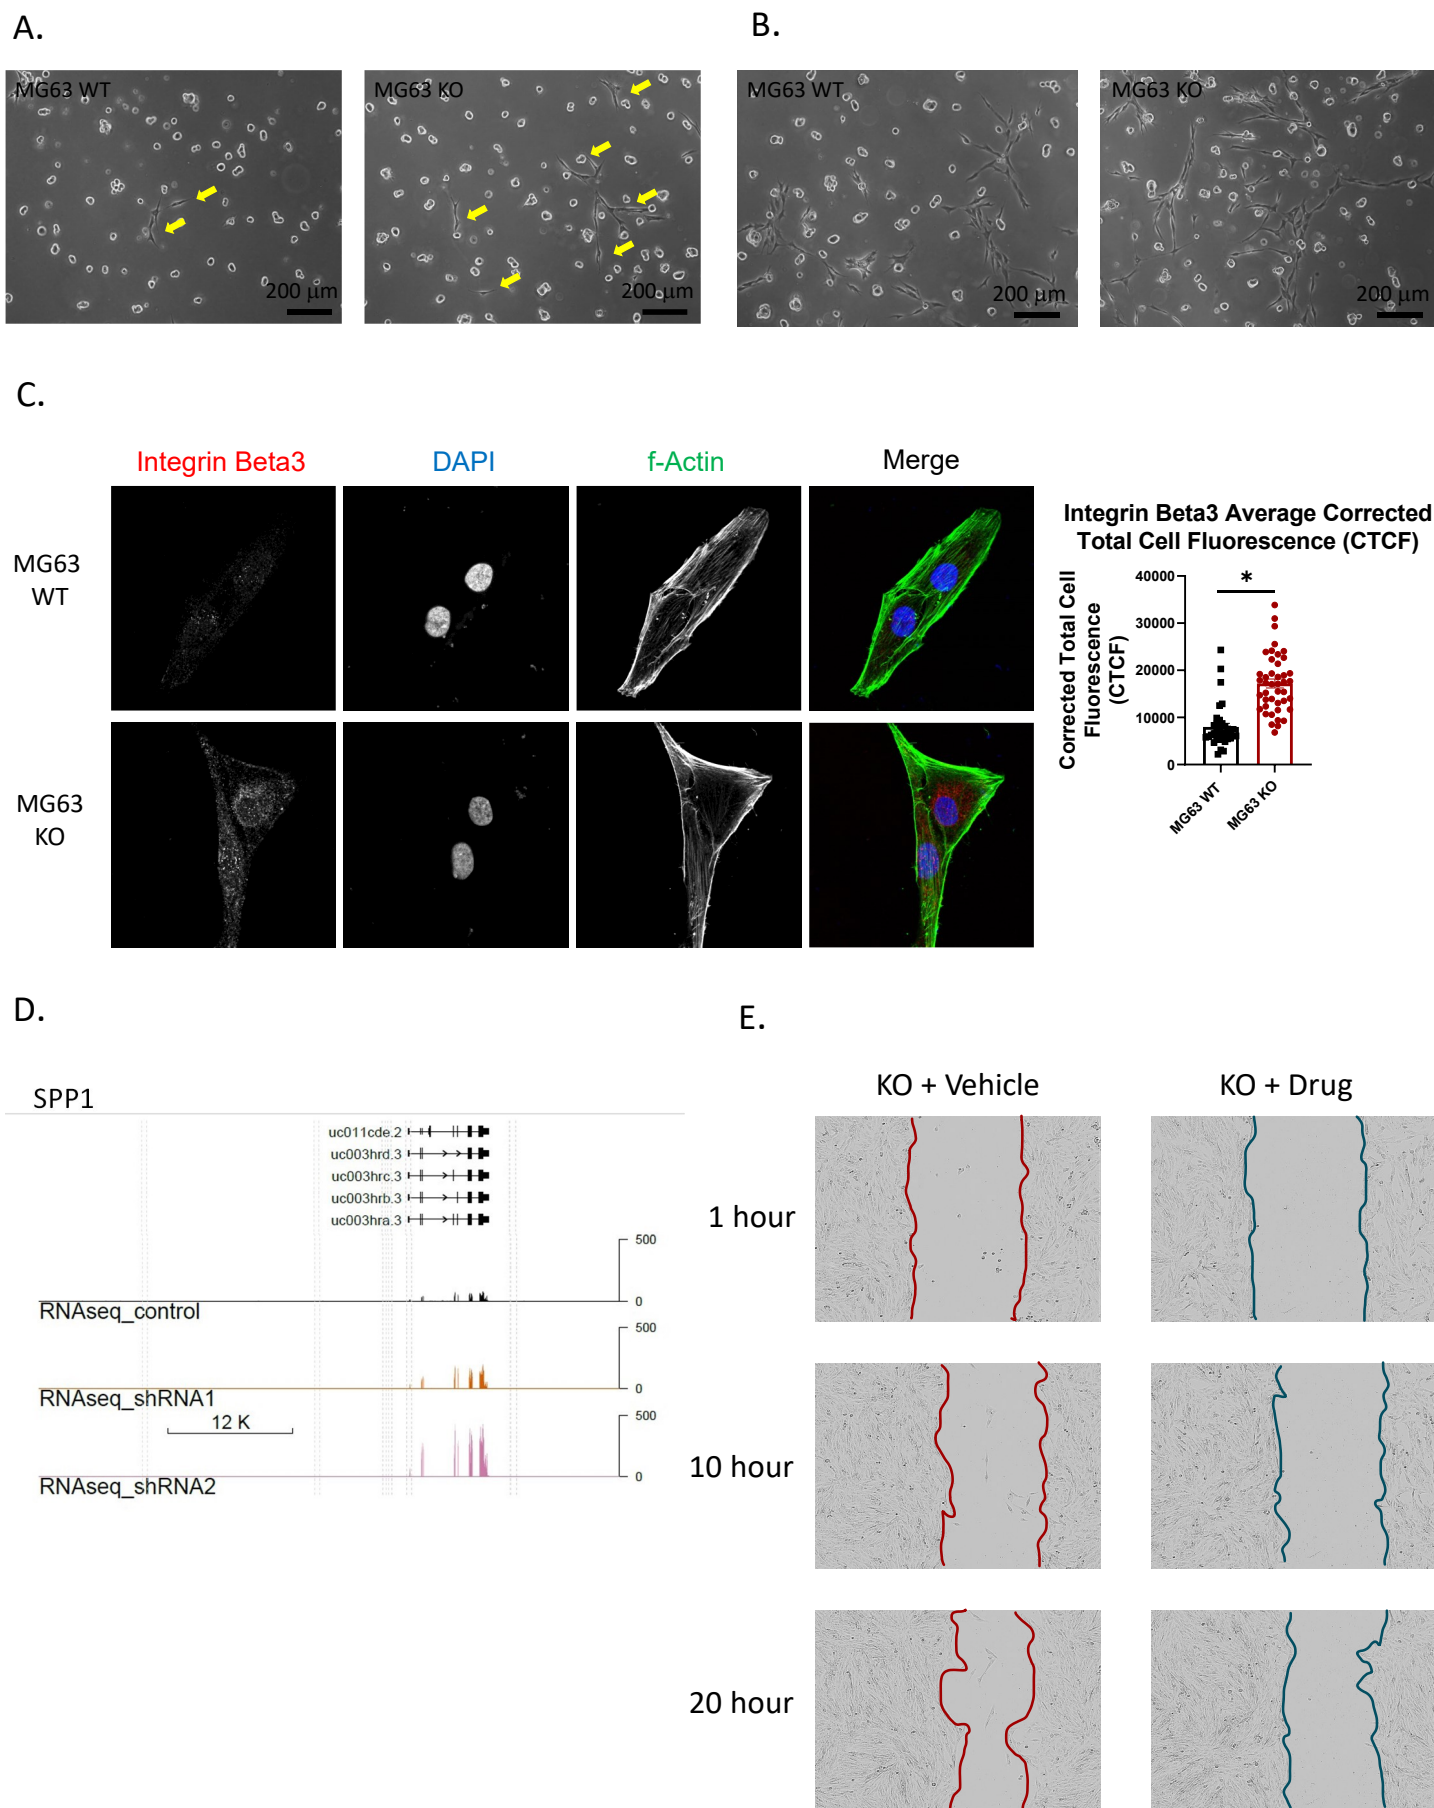 A.
B.
MG63 WT
MG63 KO
MG63 WT
MG63 KO
200 µm
200 µm
200 µm
200 µm
C.
Integrin Beta3
DAPI
f-Actin
Merge
MG63
WT
MG63
KO
Integrin Beta3 Average Corrected
Total Cell Fluorescence (CTCF)
Corrected Total Cell
Fluorescence
(CTCF)
40000
30000
20000
10000
0
*
MG63 WT
MG63 KO
D.
SPP1
uc011cde.2
uc003hrd.3
uc003hrc.3
uc003hrb.3
uc003hra.3
500
0
RNAseq_control
500
0
RNAseq_shRNA1
12 K
500
0
RNAseq_shRNA2
E.
KO + Vehicle
KO + Drug
1 hour
10 hour
20 hour